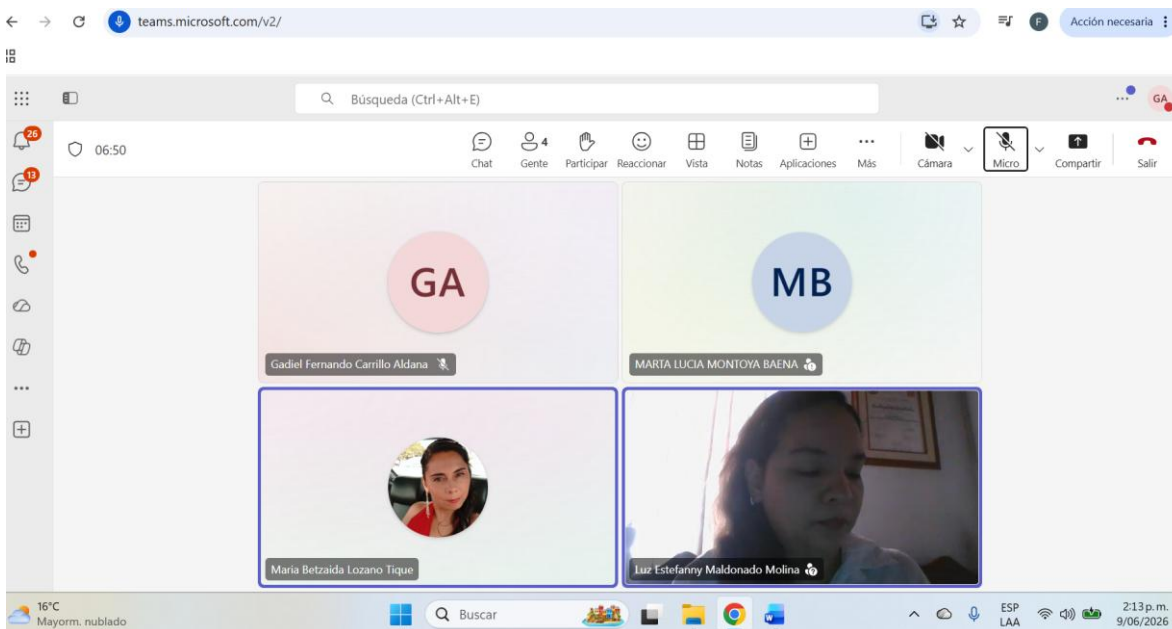 teams.microsoft.com/v2/
F
Acción necesaria
Búsqueda (Ctrl+Alt+E)
GA
26
06:50
Chat
4
Gente
Participar
Reaccionar
Vista
Notas
Aplicaciones
Más
Cámara
Micro
Compartir
Salir
13
GA
Gadiel Fernando Carrillo Aldana
MB
MARTA LUCIA MONTOYA BAENA
Maria Betzaida Lozano Tique
Luz Estefanny Maldonado Molina
16°C
Mayorm. nublado
Buscar
ESP
LAA
2:13 p. m.
9/06/2026